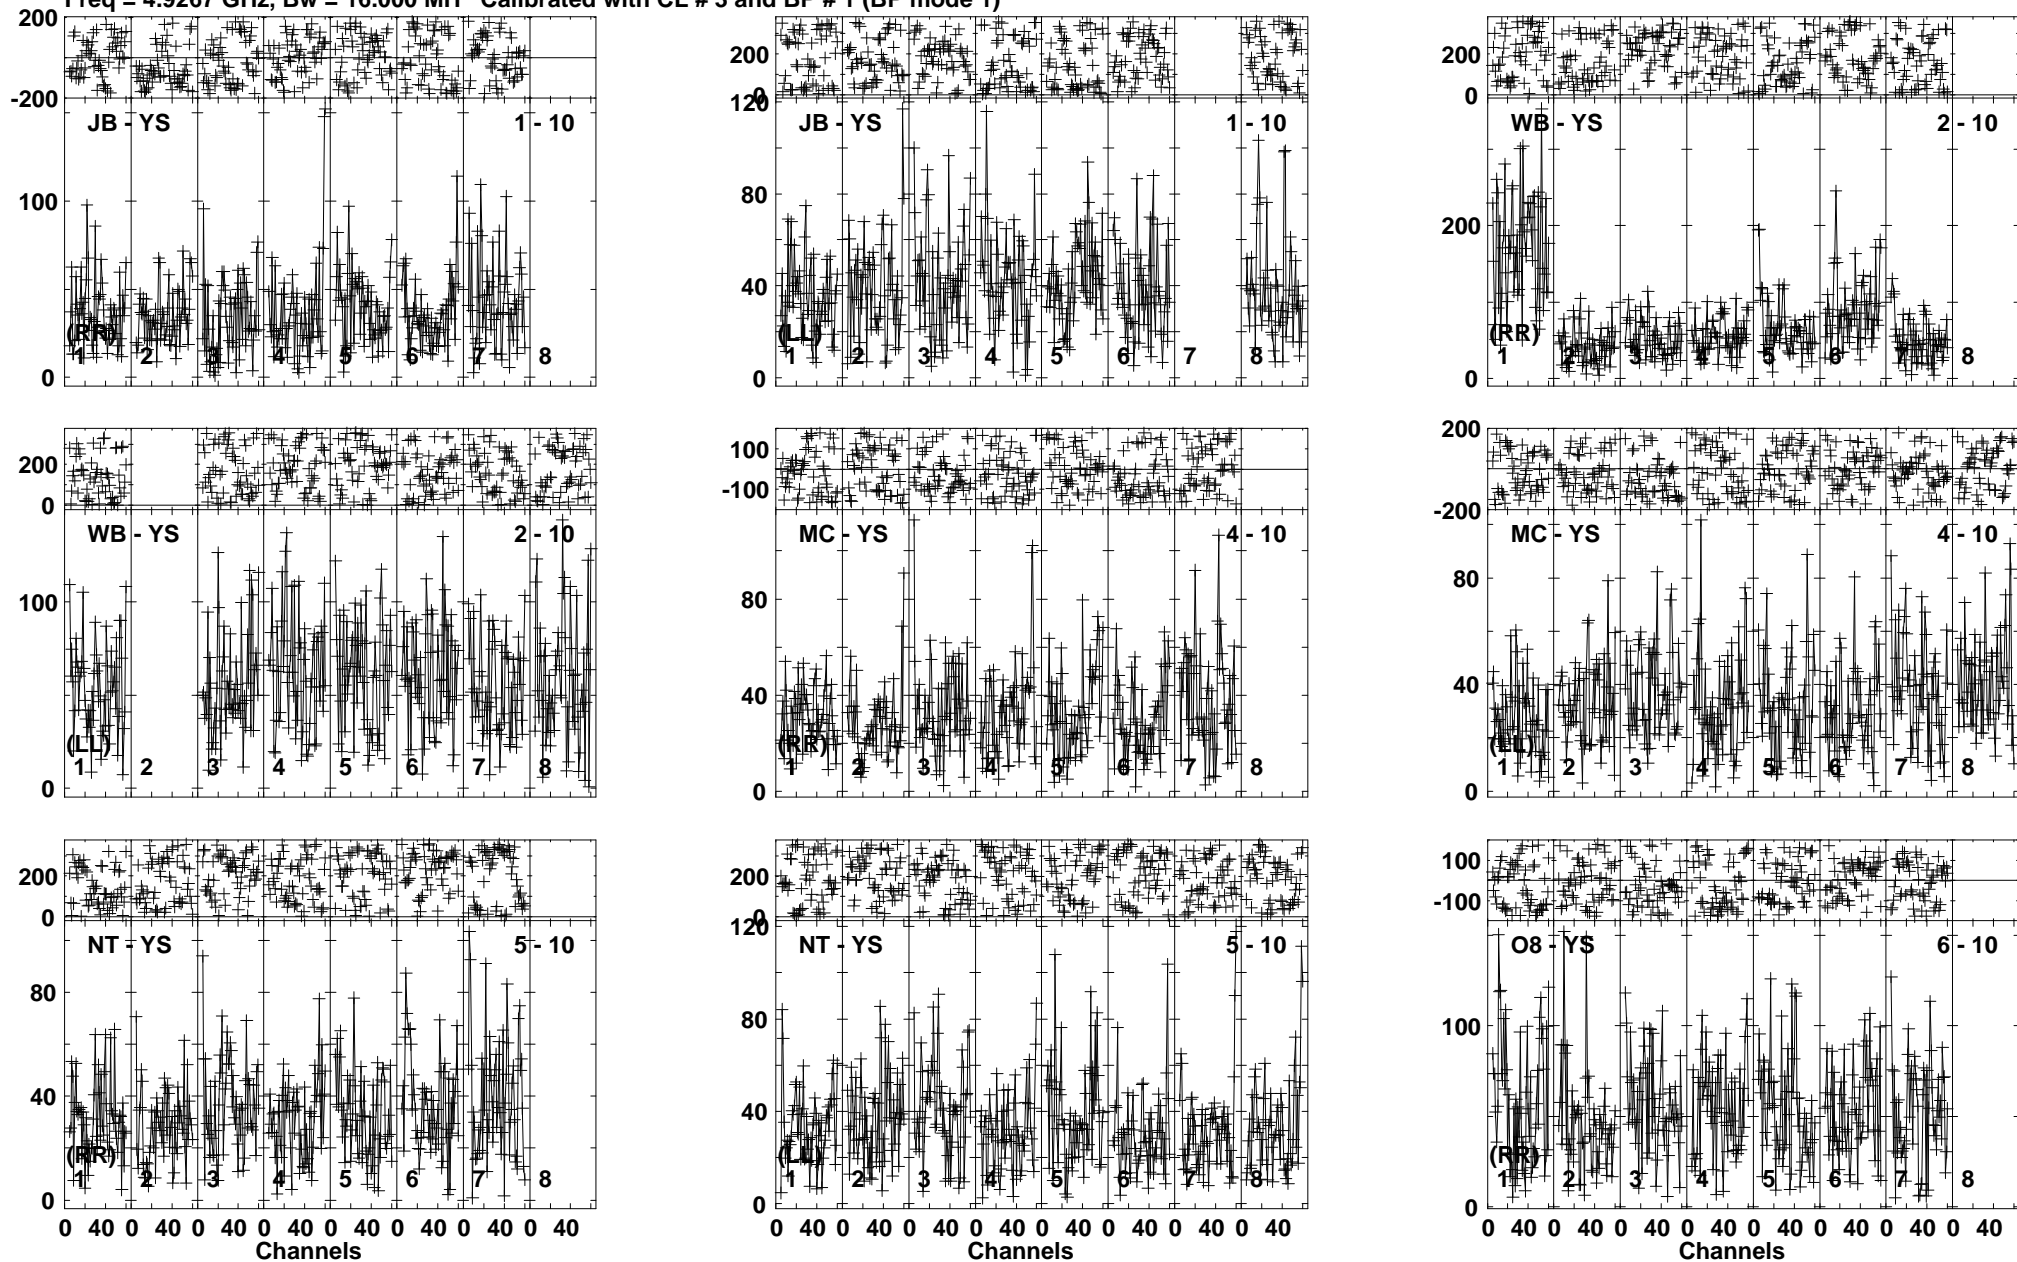 Freq = 4.9267 GHz, Bw = 16.000 MH Calibrated with CL # 3 and BP # 1 (BP mode 1)
200 -200 100 0 JB - YS 1 - 10 (RR) 1 2 3 4 5 6 7 8
200 0 120 80 40 0 JB - YS 1 - 10 (LL) 1 2 3 4 5 6 7 8
200 0 200 0 WB - YS 2 - 10 (RR) 1 2 3 4 5 6 7 8
200 0 100 0 WB - YS 2 - 10 (LL) 1 2 3 4 5 6 7 8
100 -100 80 40 0 MC - YS 4 - 10 (RR) 1 2 3 4 5 6 7 8
200 -200 80 40 0 MC - YS 4 - 10 (LL) 1 2 3 4 5 6 7 8
200 0 80 40 0 NT - YS 5 - 10 (RR) 1 2 3 4 5 6 7 8
200 0 120 80 40 0 NT - YS 5 - 10 (LL) 1 2 3 4 5 6 7 8
100 -100 100 0 O8 - YS 6 - 10 (RR) 1 2 3 4 5 6 7 8
0 40 0 40 0 40 0 40 0 40 0 40 0 40 0 40
Channels
0 40 0 40 0 40 0 40 0 40 0 40 0 40 0 40
0 40 0 40 0 40 0 40 0 40 0 40 0 40 0 40
Channels